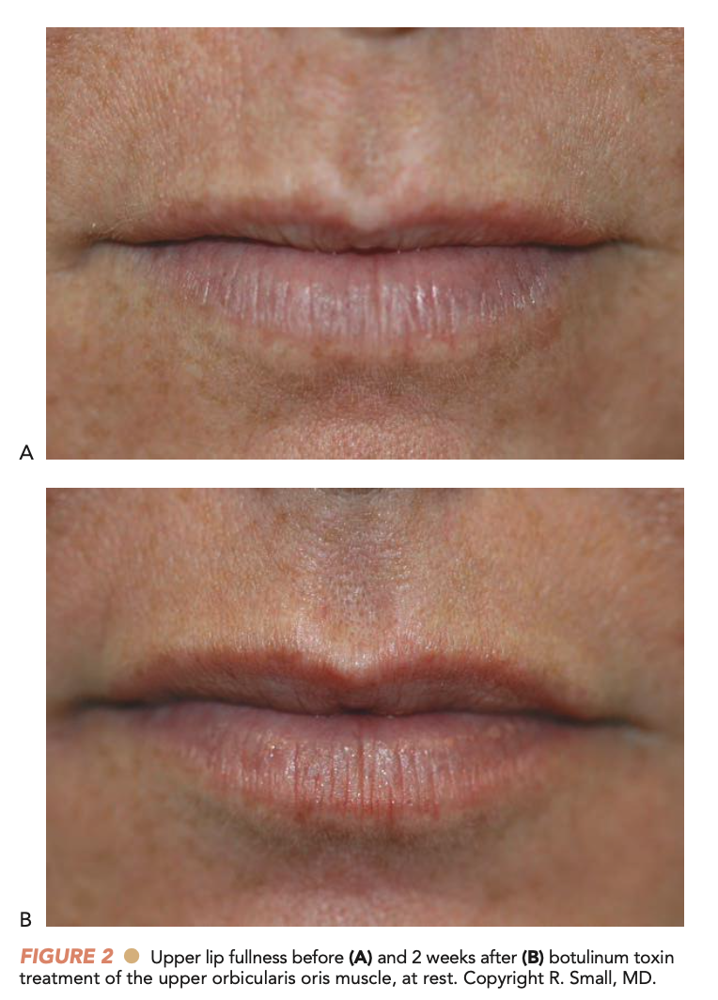 A
B
FIGURE 2 ● Upper lip fullness before (A) and 2 weeks after (B) botulinum toxin
treatment of the upper orbicularis oris muscle, at rest. Copyright R. Small, MD.